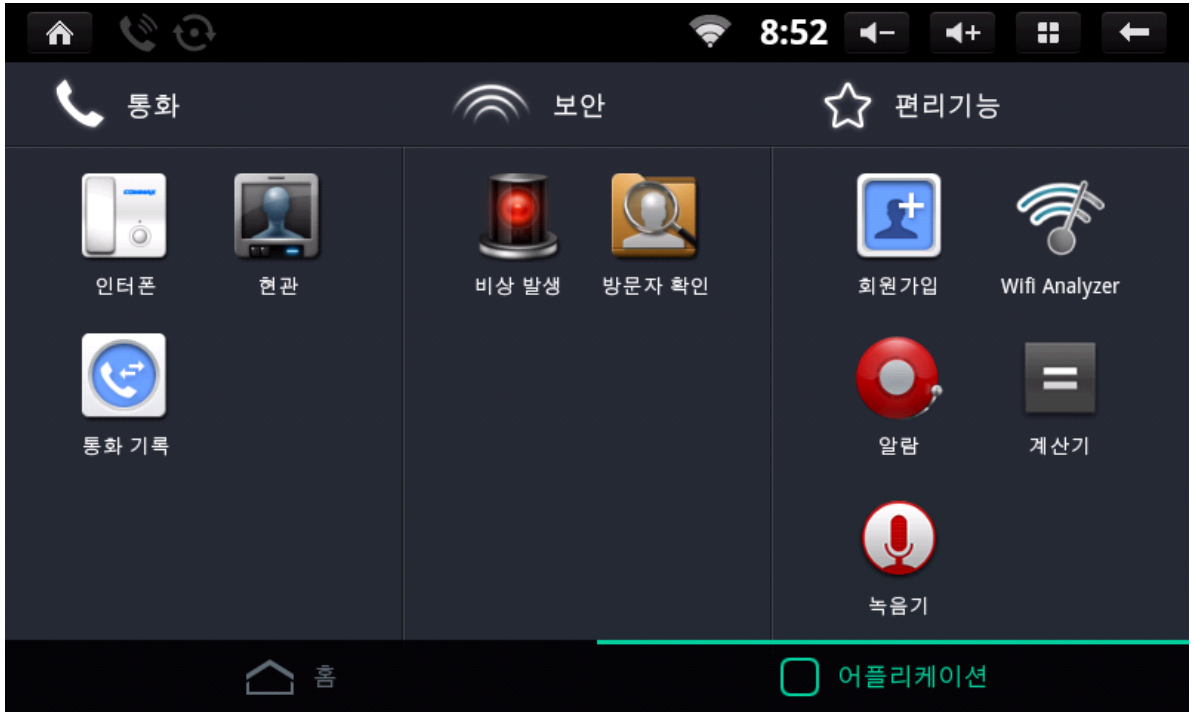 8:52
통화
보안
편리기능
COMMAX
인터폰
현관
비상 발생
방문자 확인
회원가입
Wifi Analyzer
통화 기록
알람
계산기
녹음기
홈
어플리케이션